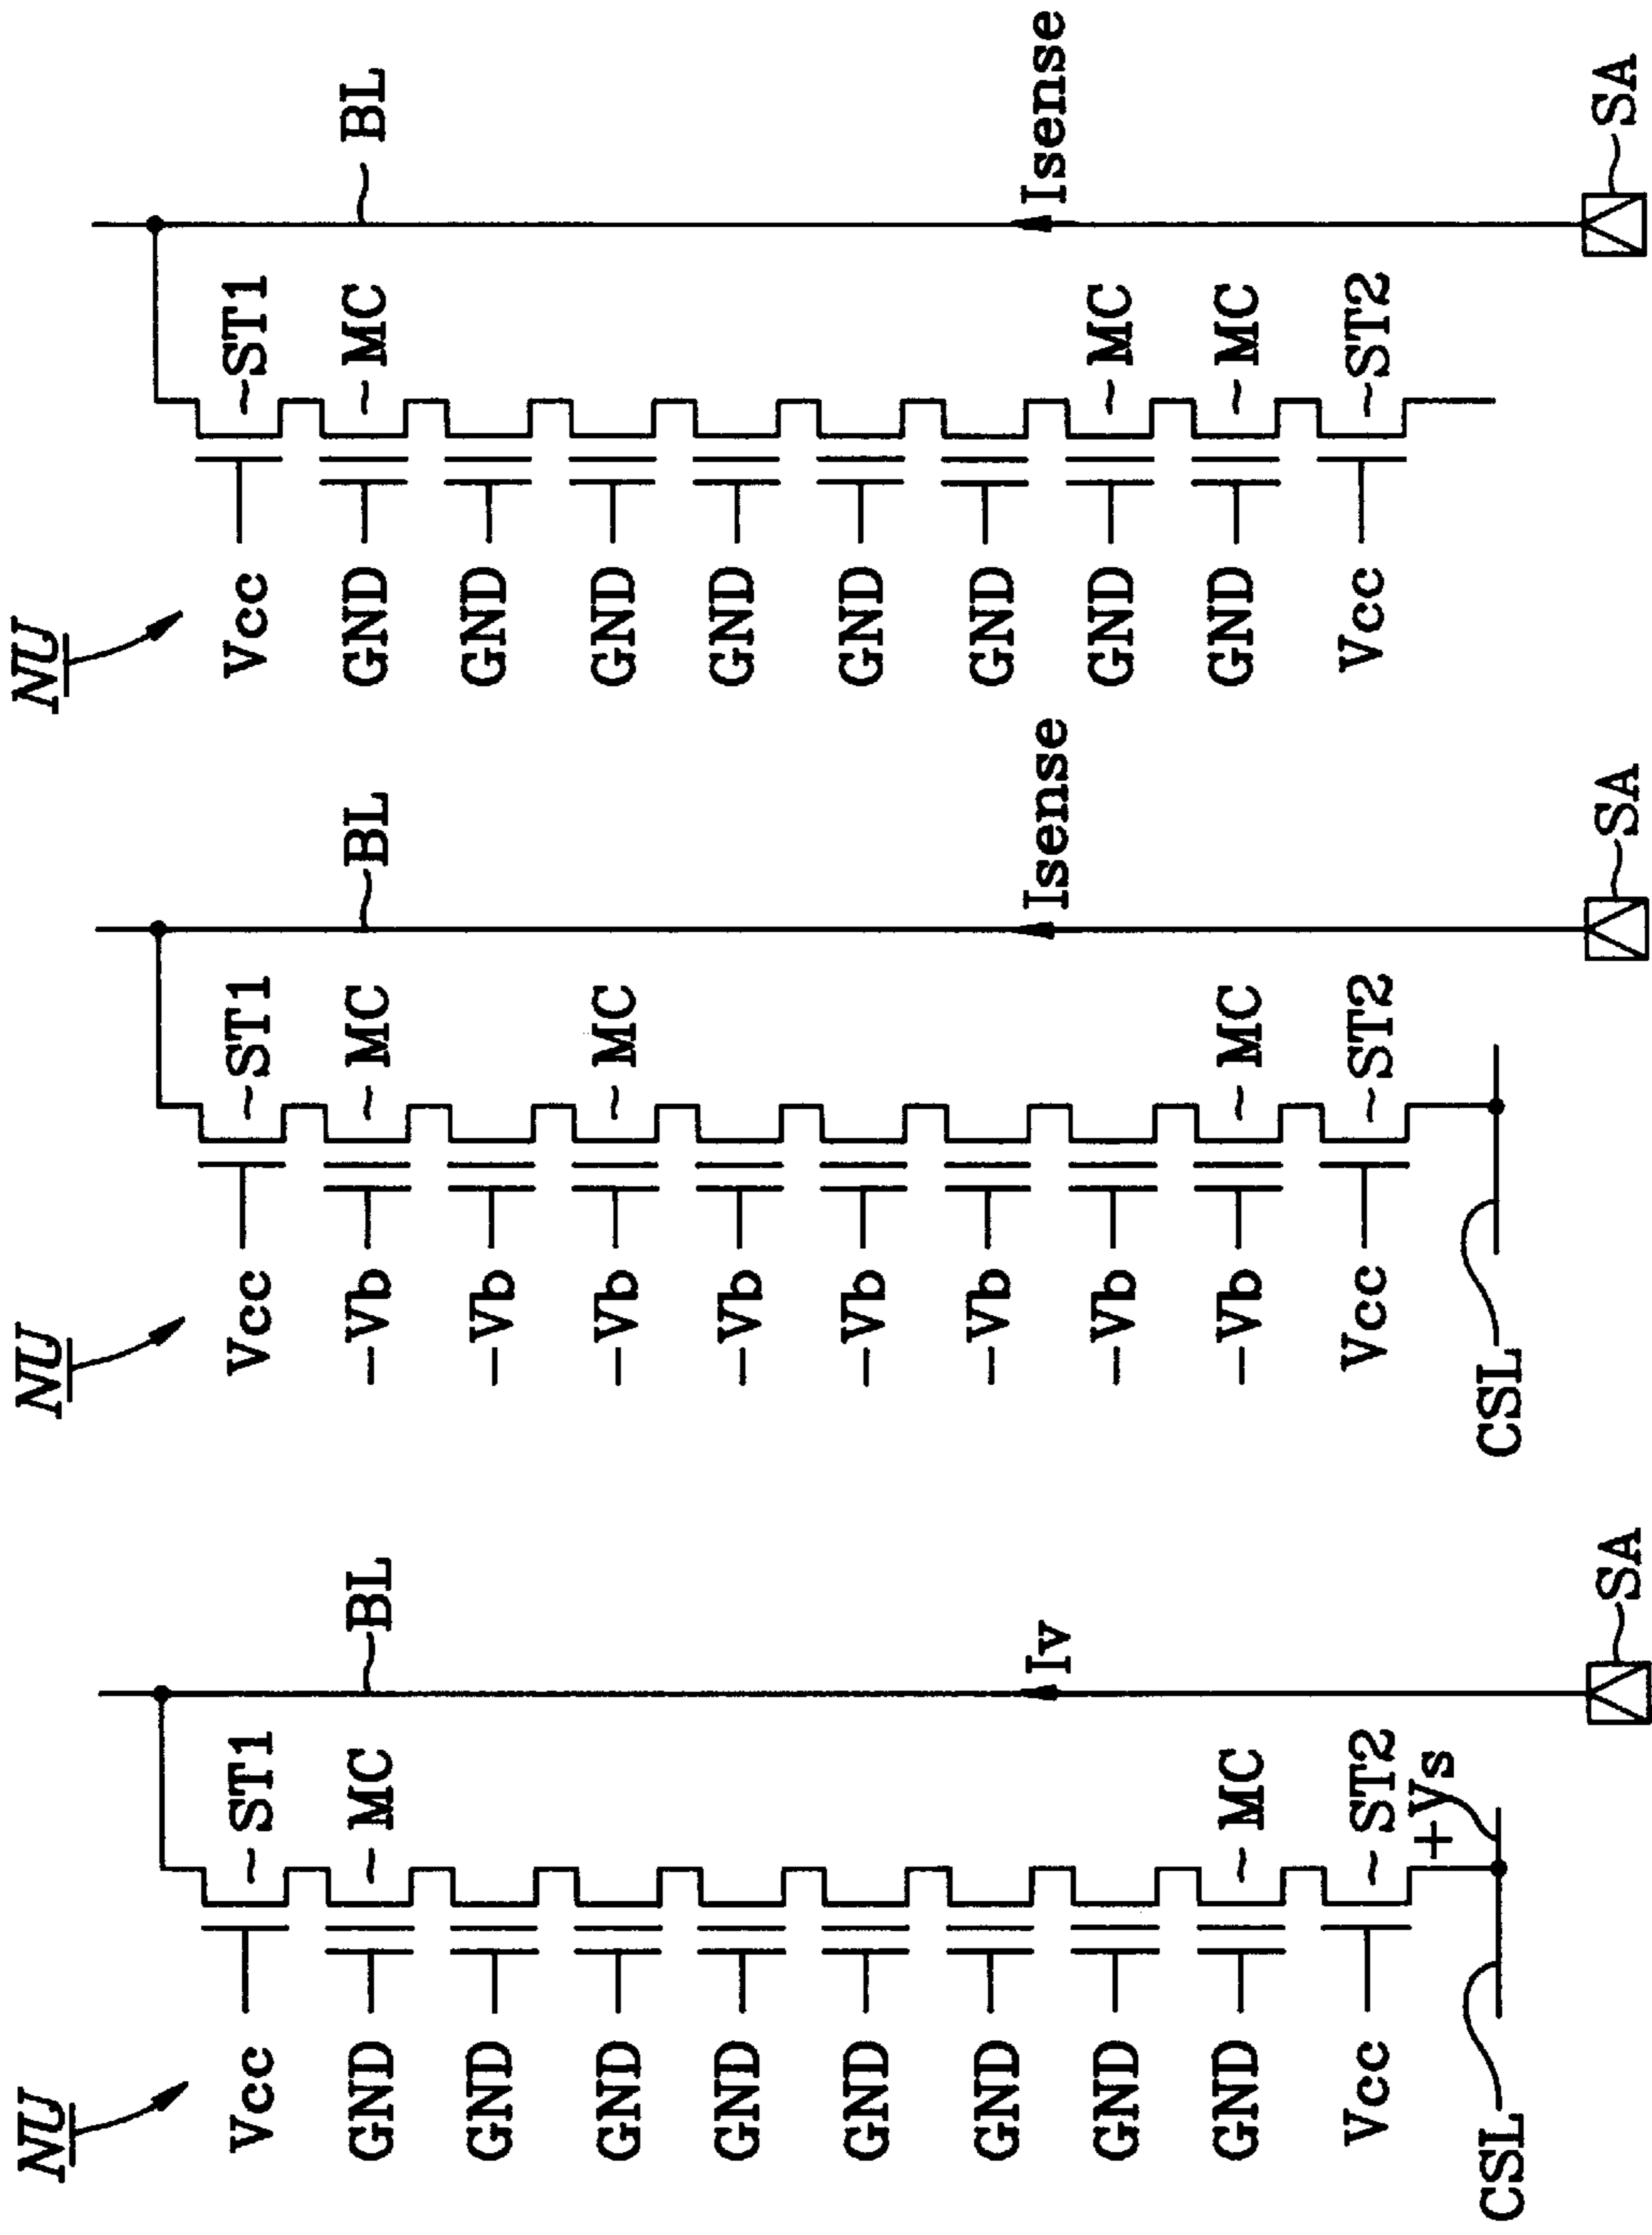 NU
BL
ST1
Vcc
MC
GND
GND
GND
GND
GND
GND
MC
GND
MC
GND
Isense
ST2
Vcc
SA
NU
BL
ST1
Vcc
MC
-Vb
-Vb
MC
-Vb
-Vb
-Vb
-Vb
-Vb
MC
-Vb
Isense
ST2
Vcc
CSL
SA
NU
BL
ST1
Vcc
MC
GND
GND
GND
GND
GND
GND
GND
MC
GND
Iv
ST2
Vcc
+Vs
CSL
SA